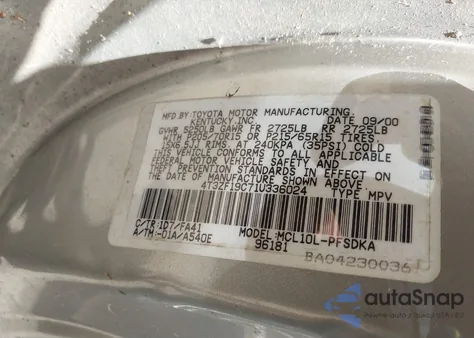 MFD BY: TOYOTA MOTOR MANUFACTURING,
KENTUCKY, INC. DATE 09/00
GVWR 5250LB GAWR FR 2725LB RR 2725LB
WITH P205/70R15 OR P215/65R15 TIRES
15X6.5JJ RIMS, AT 240KPA (35PSI) COLD
THIS VEHICLE CONFORMS TO ALL APPLICABLE
FEDERAL MOTOR VEHICLE SAFETY AND
THEFT PREVENTION STANDARDS IN EFFECT ON
THE DATE OF MANUFACTURE SHOWN ABOVE.
4T3ZF19C71U336024 TYPE MPV
C/TR:1D7/FA41 MODEL: MCL10L-PFSDKA
A/TM:-01A/A540E 96181
BA04230036
autoSnap